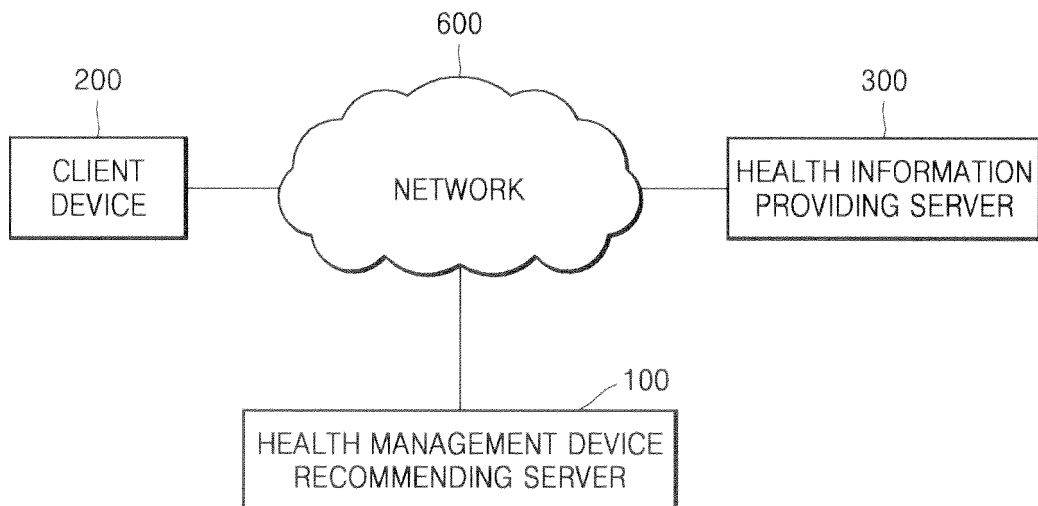 600
200
300
CLIENT
DEVICE
NETWORK
HEALTH INFORMATION
PROVIDING SERVER
100
HEALTH MANAGEMENT DEVICE
RECOMMENDING SERVER